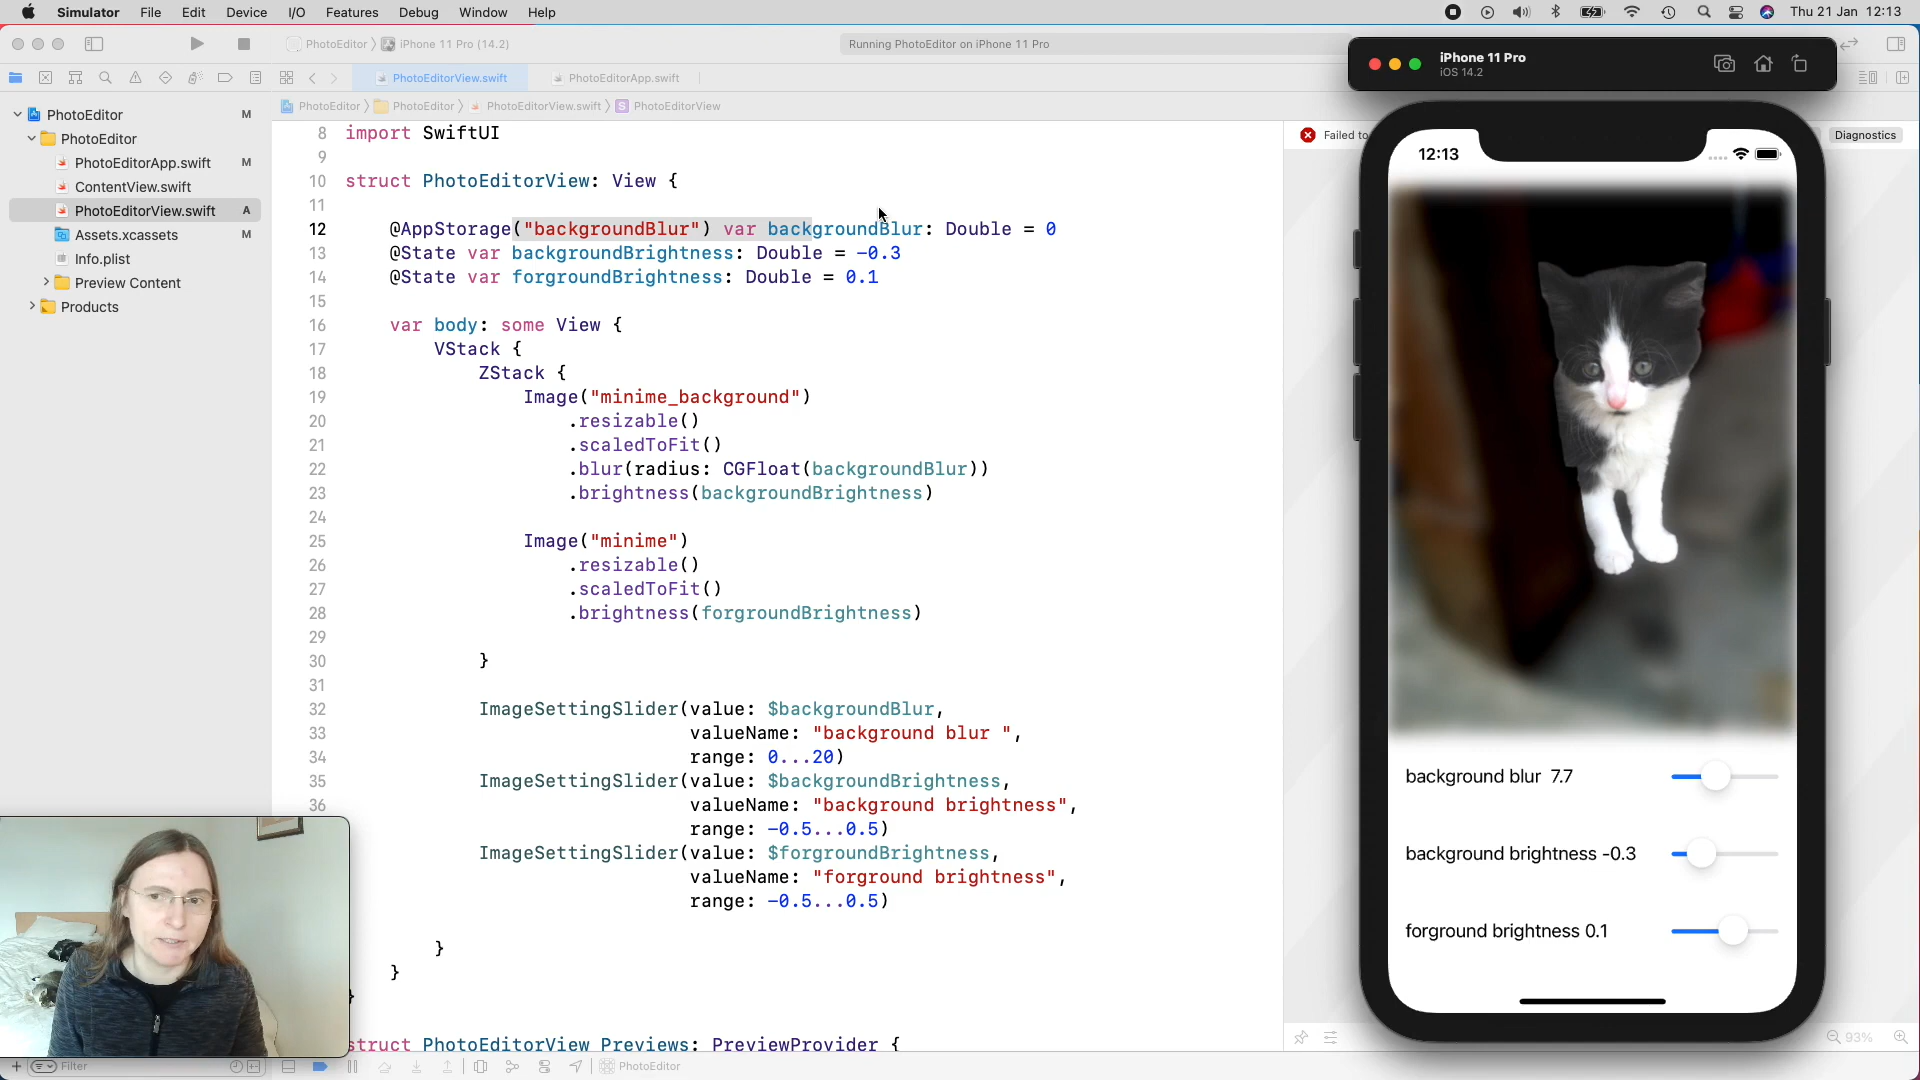 Simulator File Edit Device I/O Features Debug Window Help
Thu 21 Jan 12:13
PhotoEditor iPhone 11 Pro (14.2)
Running PhotoEditor on iPhone 11 Pro
iPhone 11 Pro
iOS 14.2
PhotoEditorView.swift
PhotoEditorApp.swift
PhotoEditor PhotoEditor PhotoEditorView.swift S PhotoEditorView
PhotoEditor M
PhotoEditor
PhotoEditorApp.swift M
ContentView.swift
PhotoEditorView.swift A
Assets.xcassets M
Info.plist
Preview Content
Products
Filter
8 import SwiftUI
9
10 struct PhotoEditorView: View {
11
12 @AppStorage("backgroundBlur") var backgroundBlur: Double = 0
13 @State var backgroundBrightness: Double = -0.3
14 @State var forgroundBrightness: Double = 0.1
15
16 var body: some View {
17 VStack {
18 ZStack {
19 Image("minime_background")
20 .resizable()
21 .scaledToFit()
22 .blur(radius: CGFloat(backgroundBlur))
23 .brightness(backgroundBrightness)
24
25 Image("minime")
26 .resizable()
27 .scaledToFit()
28 .brightness(forgroundBrightness)
29
30 }
31
32 ImageSettingSlider(value: $backgroundBlur,
33 valueName: "background blur ",
34 range: 0...20)
35 ImageSettingSlider(value: $backgroundBrightness,
36 valueName: "background brightness",
range: -0.5...0.5)
ImageSettingSlider(value: $forgroundBrightness,
valueName: "forground brightness",
range: -0.5...0.5)
}
}
}
struct PhotoEditorView_Previews: PreviewProvider {
PhotoEditor
Failed to
Diagnostics
12:13
background blur 7.7
background brightness -0.3
forground brightness 0.1
93%